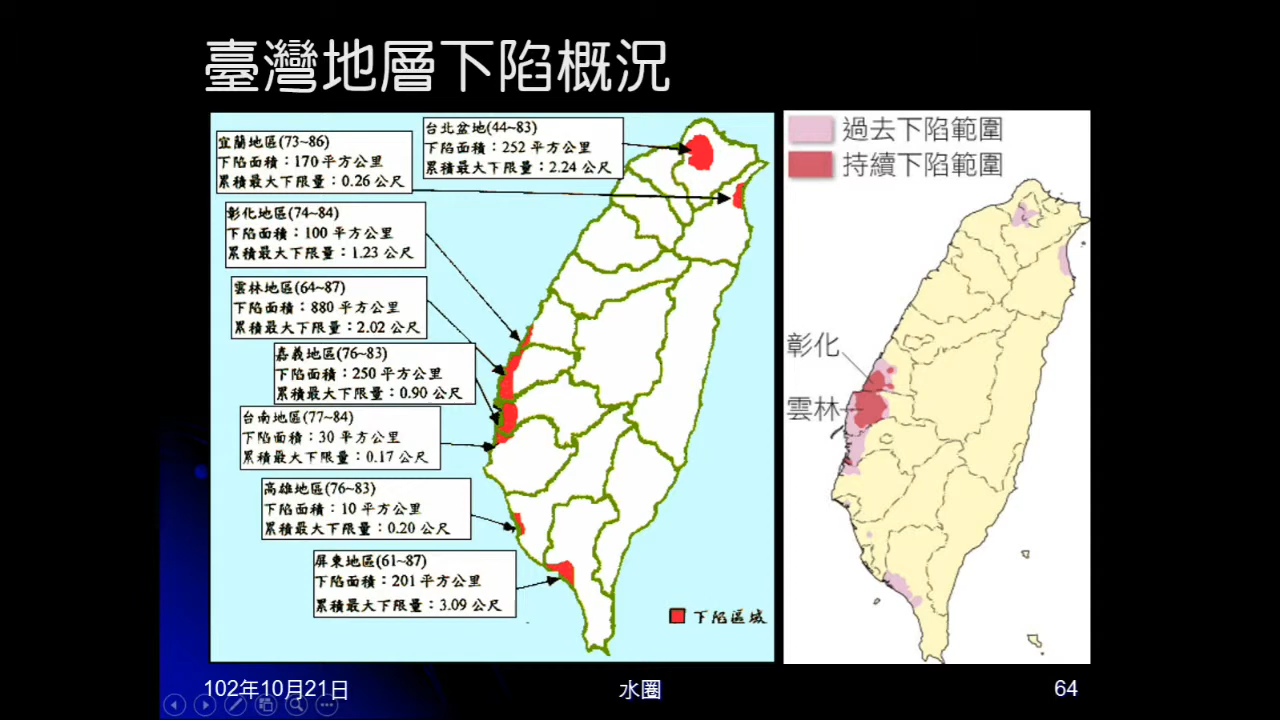 臺灣地層下陷概況
宜蘭地區(73~86)
下陷面積：170 平方公里
累積最大下限量：0.26 公尺
台北盆地(44~83)
下陷面積：252 平方公里
累積最大下限量：2.24 公尺
彰化地區(74~84)
下陷面積：100 平方公里
累積最大下限量：1.23 公尺
雲林地區(64~87)
下陷面積：880 平方公里
累積最大下限量：2.02 公尺
嘉義地區(76~83)
下陷面積：250 平方公里
累積最大下限量：0.90 公尺
台南地區(77~84)
下陷面積：30 平方公里
累積最大下限量：0.17 公尺
高雄地區(76~83)
下陷面積：10 平方公里
累積最大下限量：0.20 公尺
屏東地區(61~87)
下陷面積：201 平方公里
累積最大下限量：3.09 公尺
下陷區域
過去下陷範圍
持續下陷範圍
彰化
雲林
102年10月21日
水圈
64